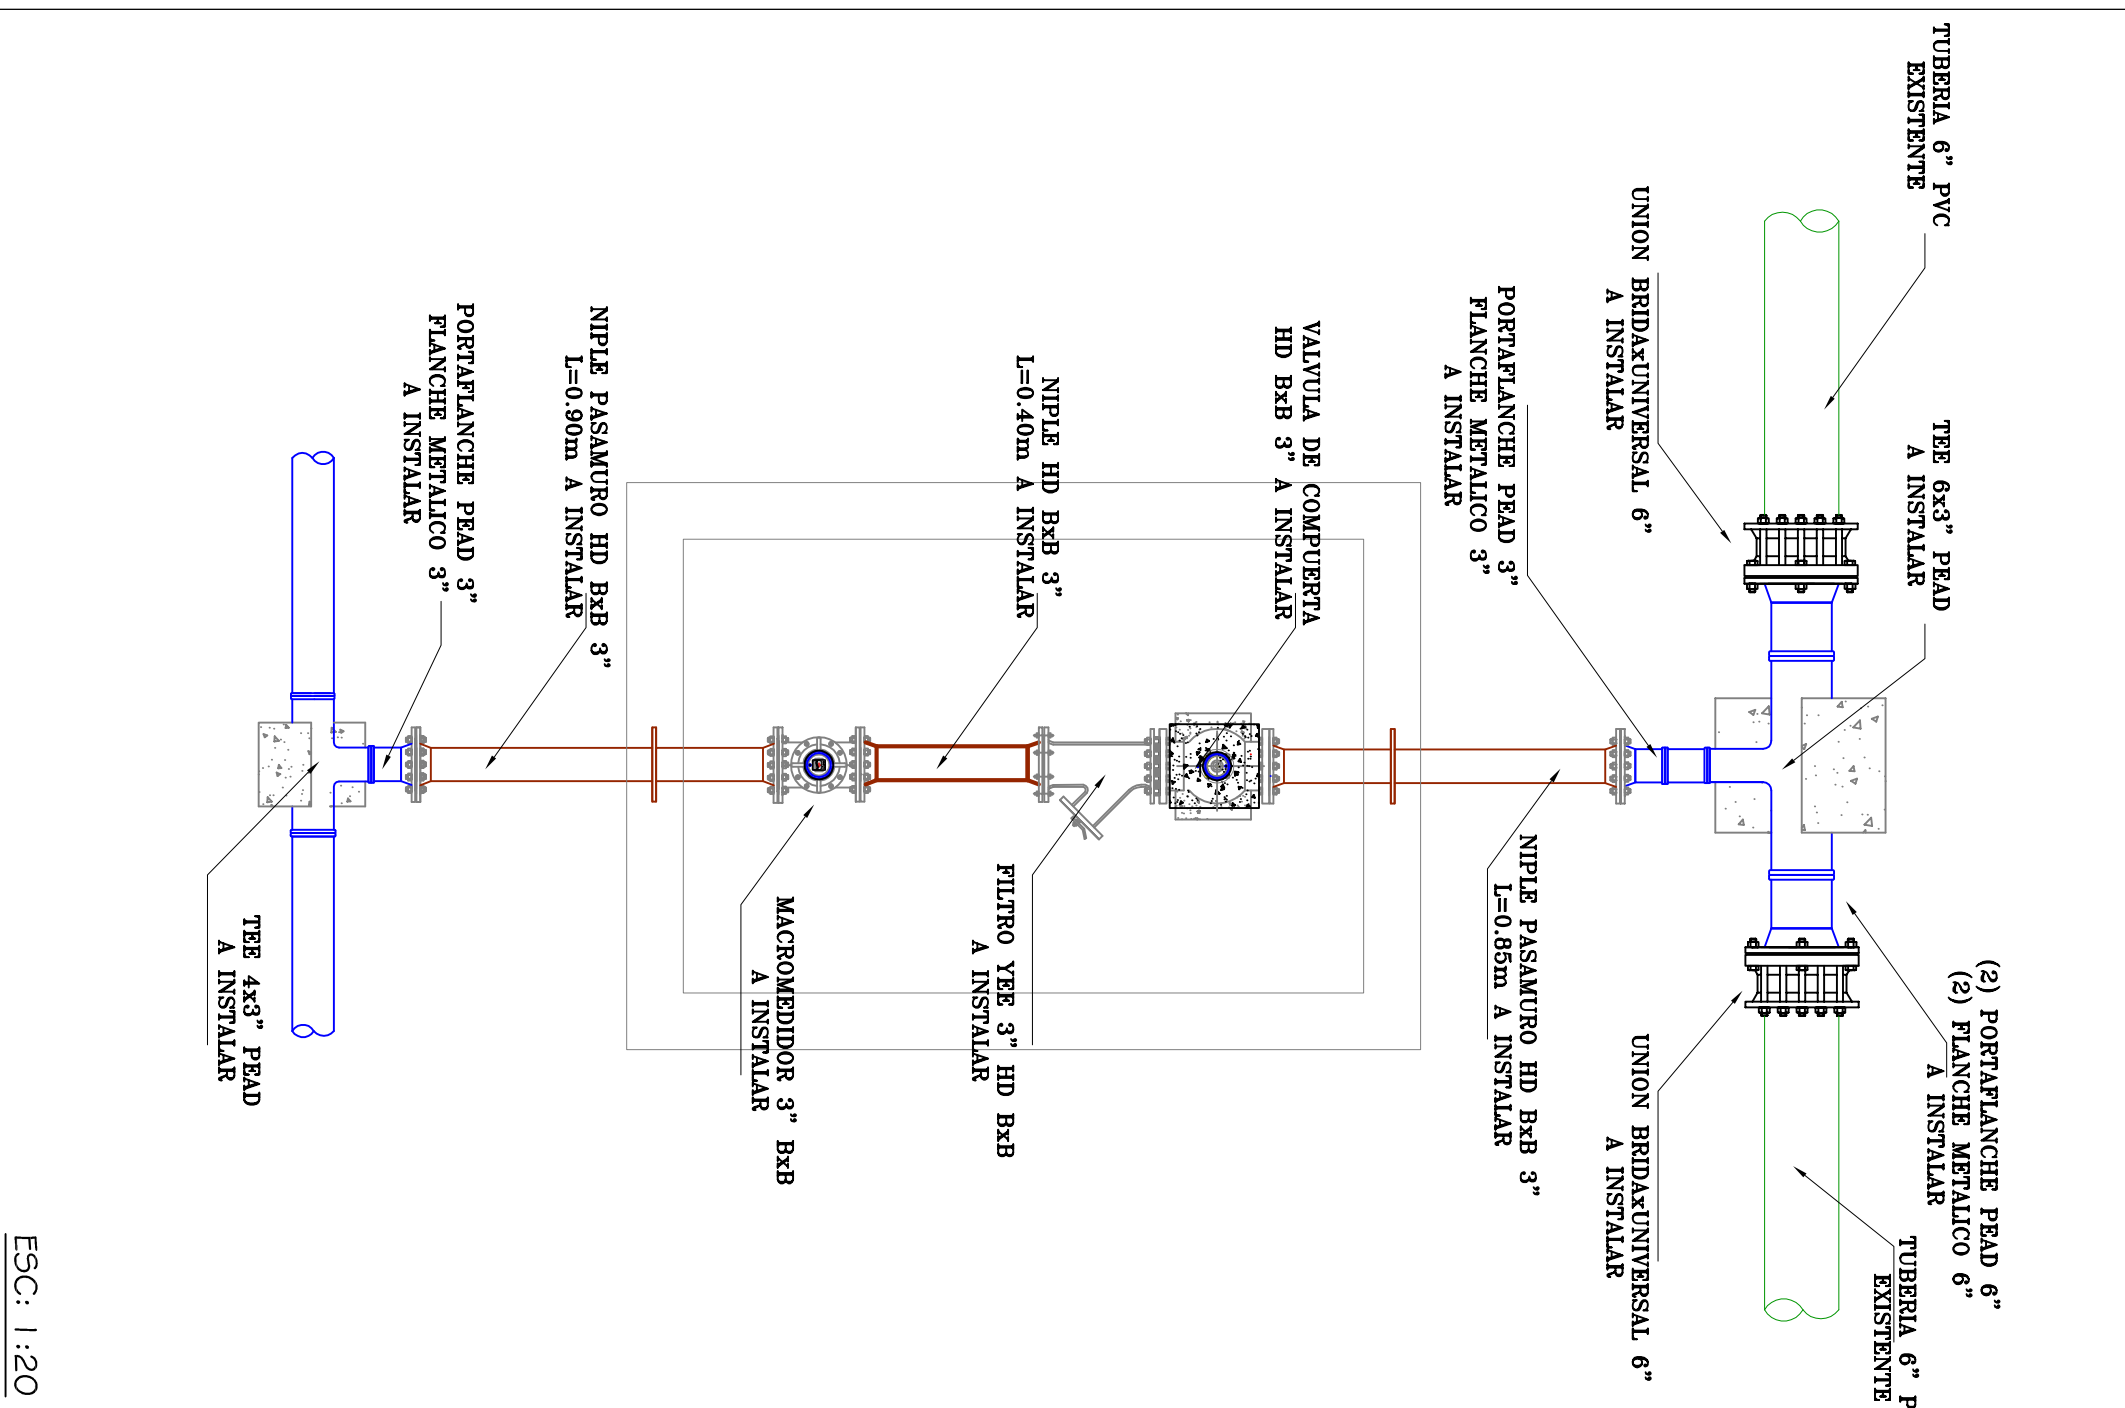 TUBERIA 6" PVC
EXISTENTE
UNION BRIDAxUNIVERSAL 6"
A INSTALAR
TEE 6x3" PEAD
A INSTALAR
(2) PORTAFLANCHE PEAD 6"
(2) FLANCHE METALICO 6"
A INSTALAR
TUBERIA 6" P
EXISTENTE
UNION BRIDAxUNIVERSAL 6"
A INSTALAR
PORTAFLANCHE PEAD 3"
FLANCHE METALICO 3"
A INSTALAR
NIPLE PASAMURO HD BxB 3"
L=0.85m A INSTALAR
VALVULA DE COMPUERTA
HD BxB 3" A INSTALAR
NIPLE HD BxB 3"
L=0.40m A INSTALAR
FILTRO YEE 3" HD BxB
A INSTALAR
MACROMEDIDOR 3" BxB
A INSTALAR
NIPLE PASAMURO HD BxB 3"
L=0.90m A INSTALAR
PORTAFLANCHE PEAD 3"
FLANCHE METALICO 3"
A INSTALAR
TEE 4x3" PEAD
A INSTALAR
ESC: 1:20